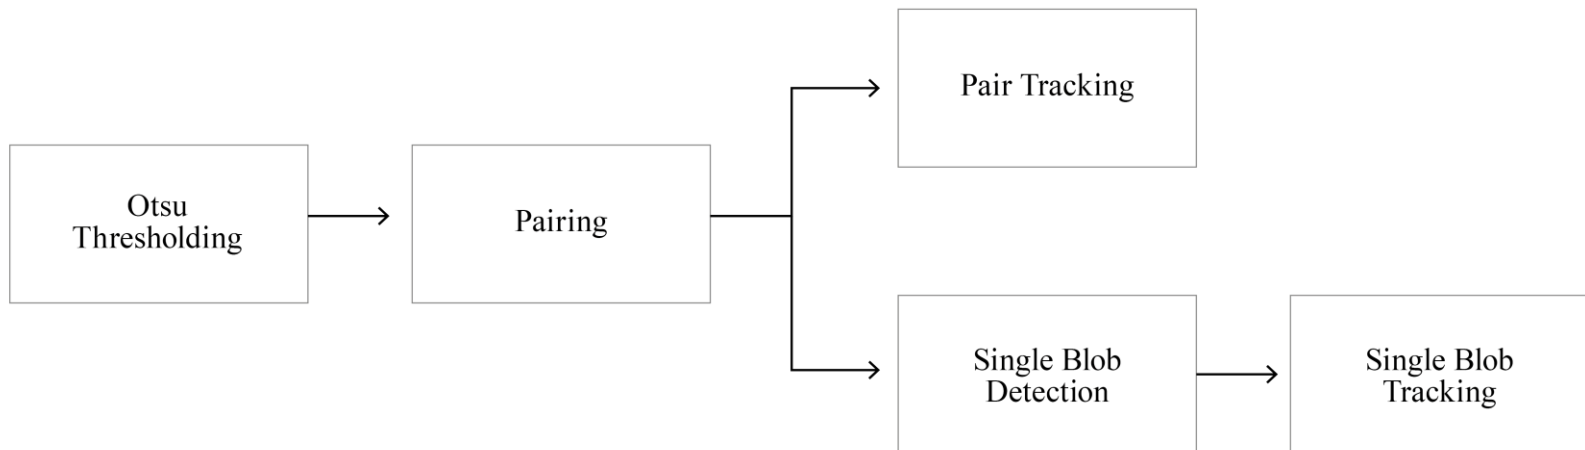 Otsu
Thresholding
Pairing
Pair Tracking
Single Blob
Detection
Single Blob
Tracking